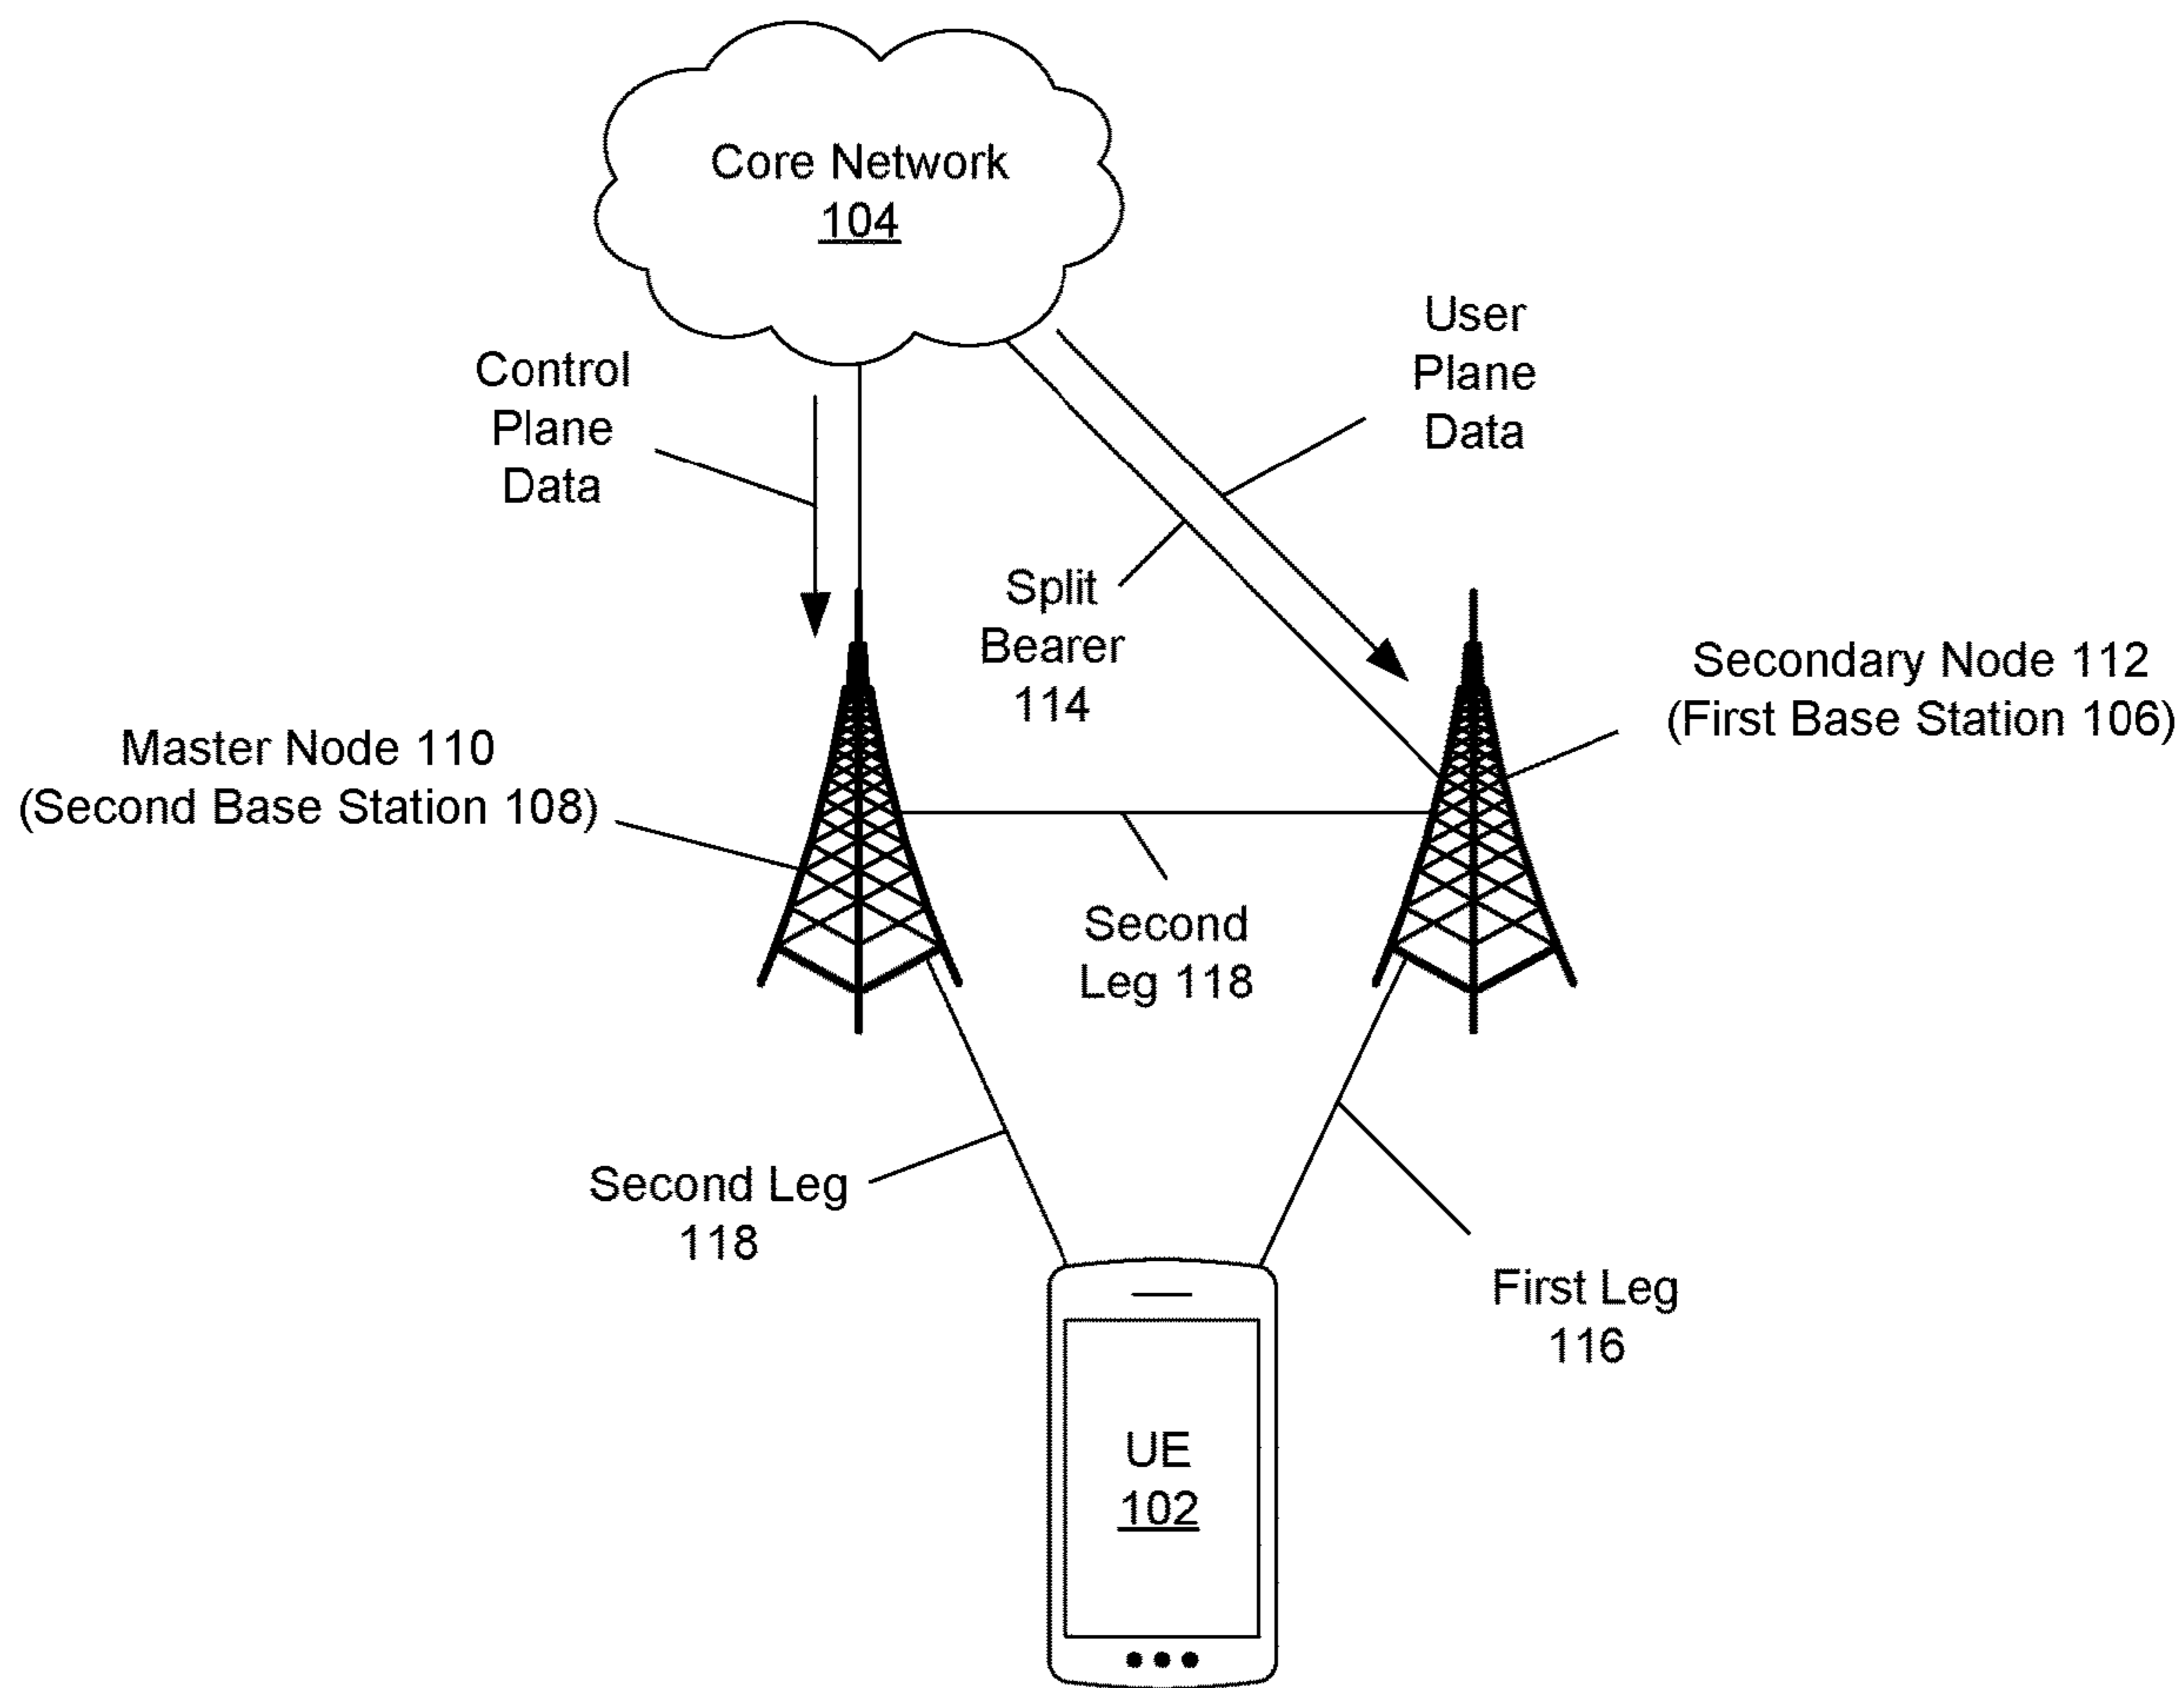 Core Network
104
Control
Plane
Data
User
Plane
Data
Split
Bearer
114
Secondary Node 112
(First Base Station 106)
Master Node 110
(Second Base Station 108)
Second
Leg 118
Second Leg
118
First Leg
116
UE
102